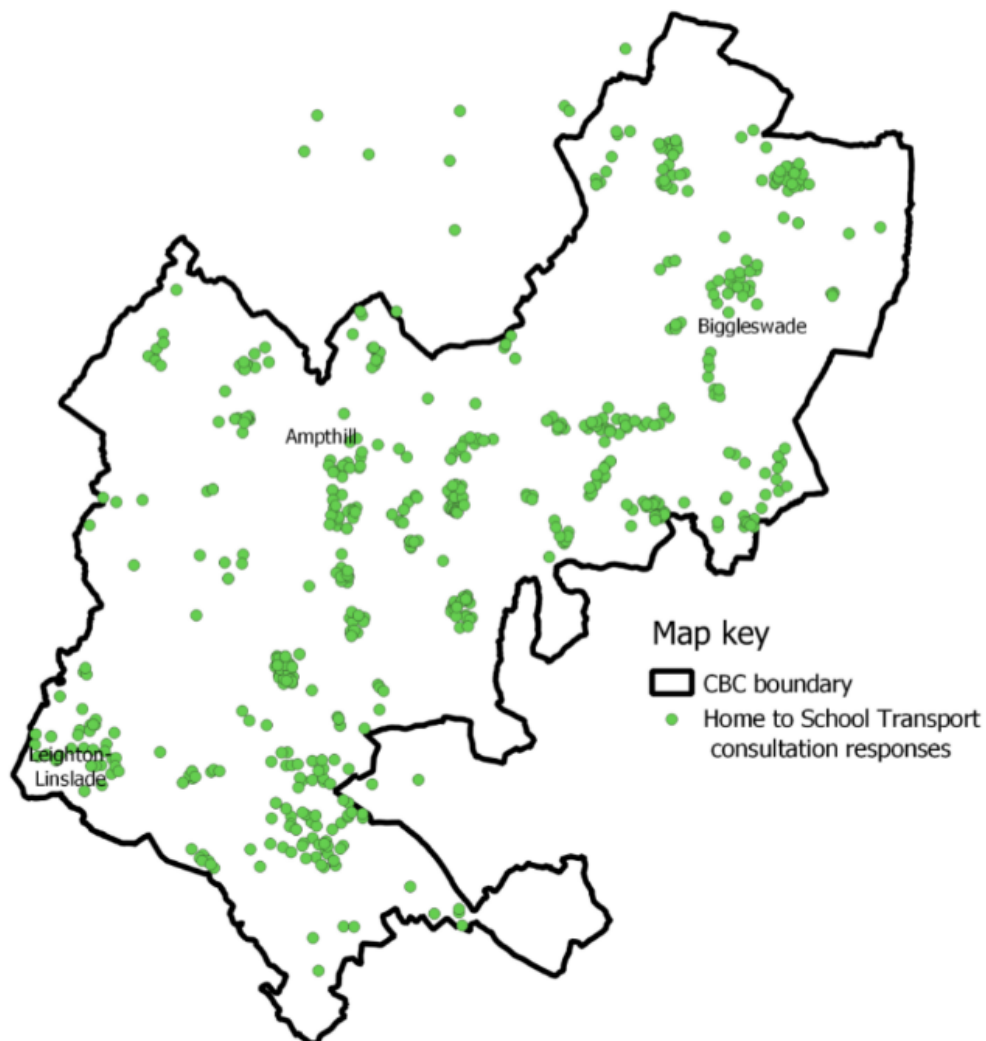 Biggleswade
Ampthill
Map key
CBC boundary
Home to School Transport
consultation responses
Leighton-
Linslade